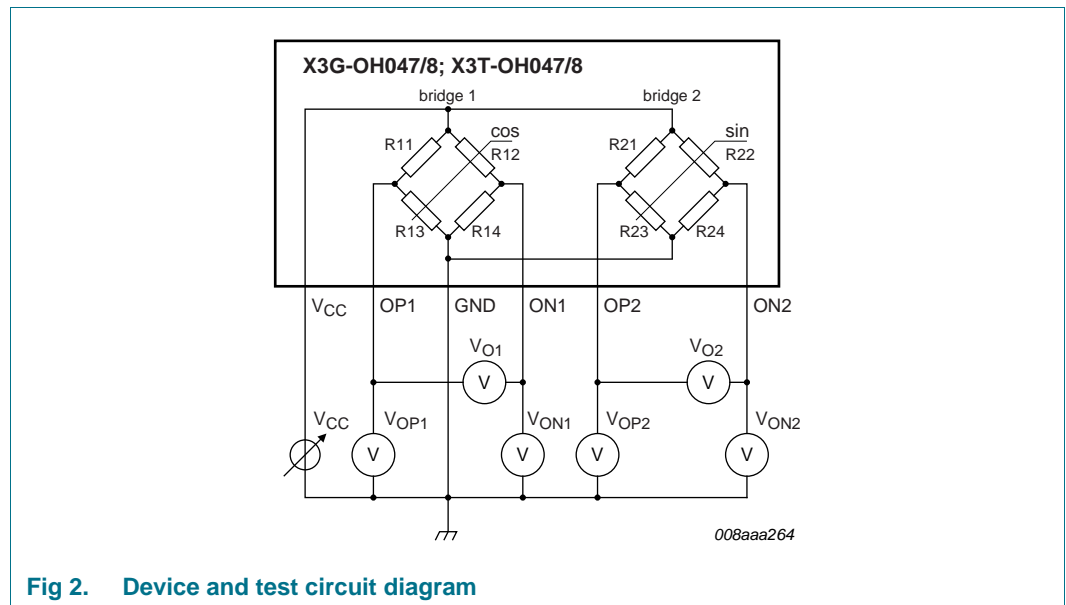 X3G-OH047/8; X3T-OH047/8
bridge 1
bridge 2
cos
sin
R11
R12
R21
R22
R13
R14
R23
R24
VCC
OP1
GND
ON1
OP2
ON2
VO1
VO2
V
V
VCC
VOP1
VON1
VOP2
VON2
V
V
V
V
008aaa264
Fig 2. Device and test circuit diagram